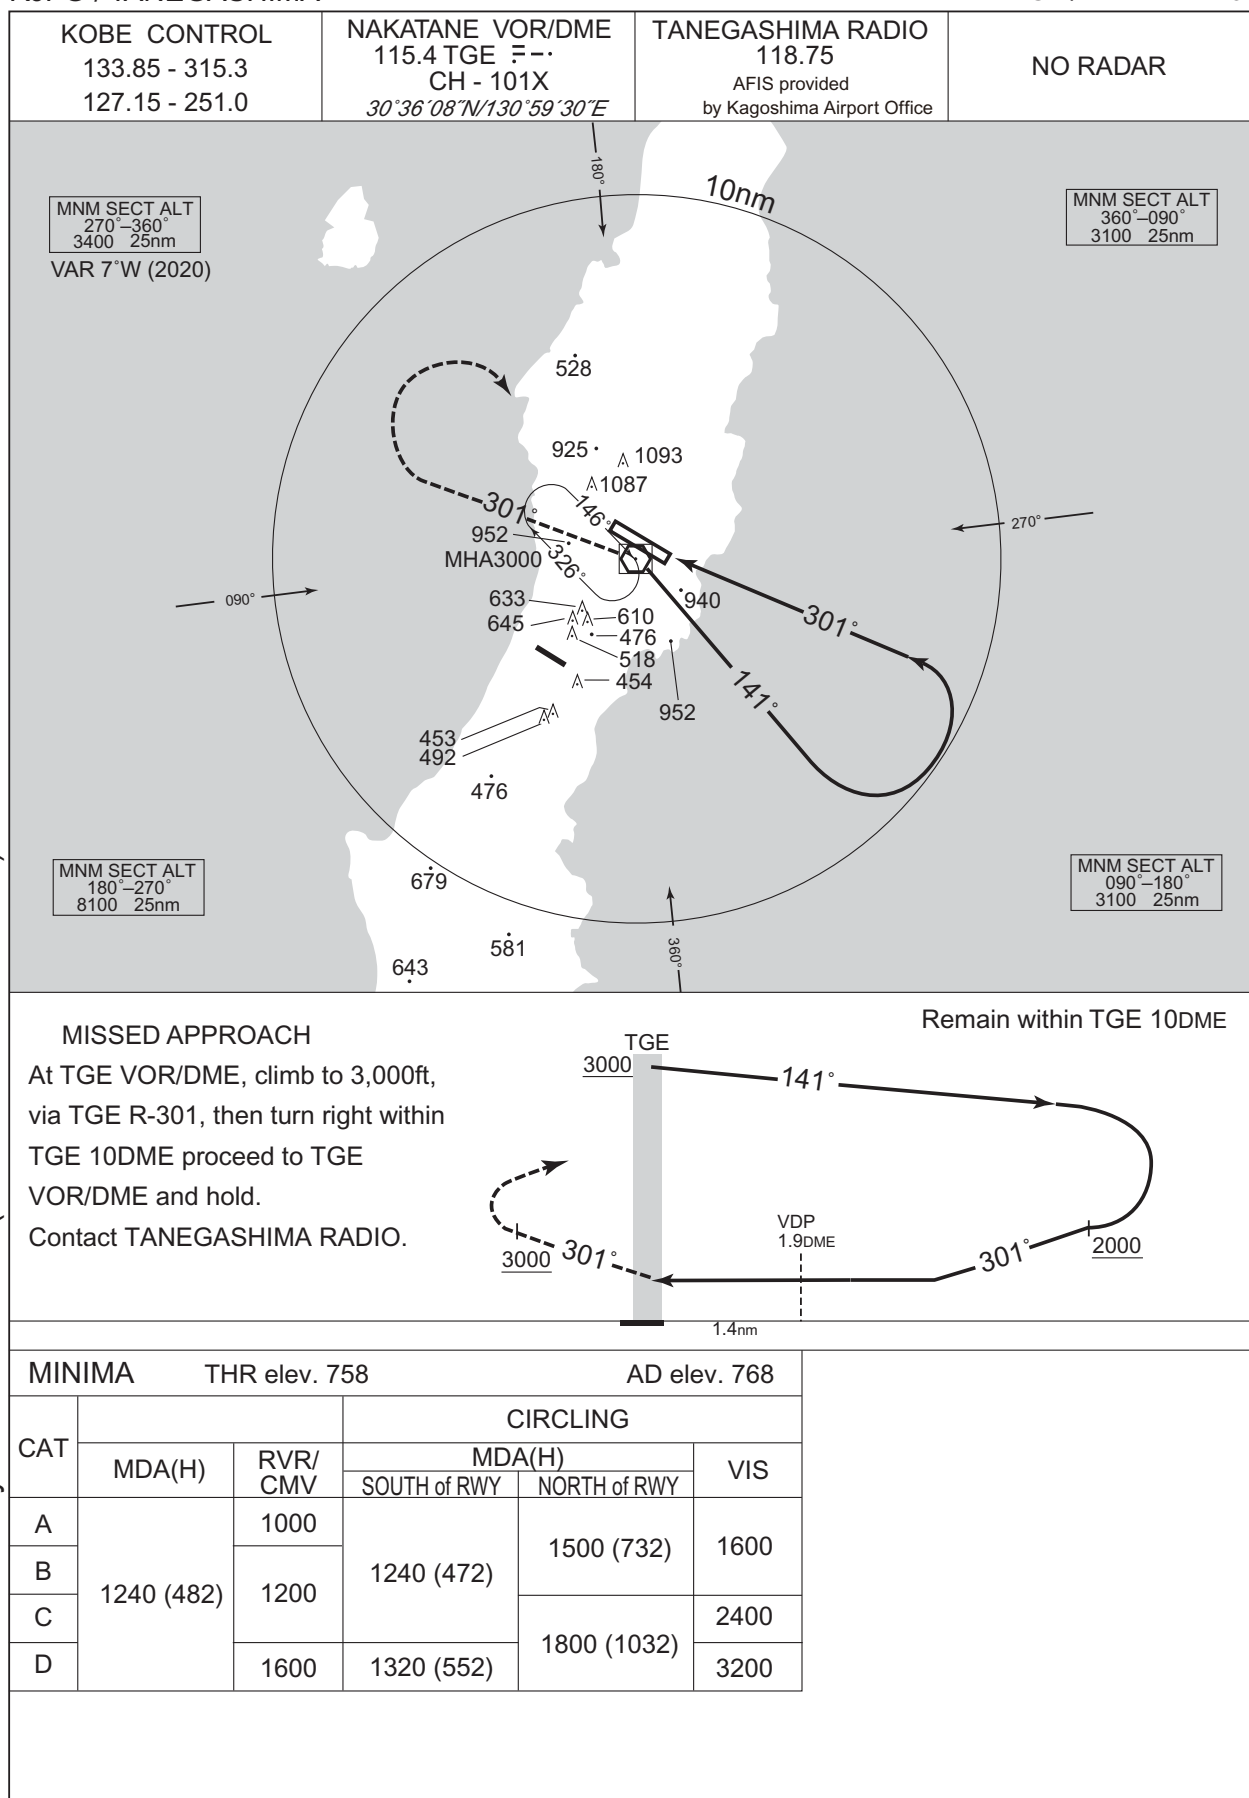 KOBE CONTROL
133.85 - 315.3
127.15 - 251.0
NAKATANE VOR/DME
115.4 TGE
CH - 101X
30°36´08˝N/130°59´30˝E
TANEGASHIMA RADIO
118.75
AFIS provided
by Kagoshima Airport Office
NO RADAR
180°
10nm
MNM SECT ALT
270°–360°
3400 25nm
VAR 7°W (2020)
MNM SECT ALT
360°–090°
3100 25nm
528
925
1093
1087
301°
146°
952
MHA3000
326°
270°
090°
633
645
610
476
518
454
940
301°
141°
952
453
492
476
MNM SECT ALT
180°–270°
8100 25nm
MNM SECT ALT
090°–180°
3100 25nm
679
581
643
360°
MISSED APPROACH
At TGE VOR/DME, climb to 3,000ft,
via TGE R-301, then turn right within
TGE 10DME proceed to TGE
VOR/DME and hold.
Contact TANEGASHIMA RADIO.
Remain within TGE 10DME
TGE
3000
141°
VDP
1.9DME
3000
301°
301°
2000
1.4nm
MINIMA THR elev. 758 AD elev. 768
CAT
CIRCLING
MDA(H)
RVR/
CMV
MDA(H)
SOUTH of RWY
NORTH of RWY
VIS
A
B
C
D
1240 (482)
1000
1200
1600
1240 (472)
1320 (552)
1500 (732)
1800 (1032)
1600
2400
3200